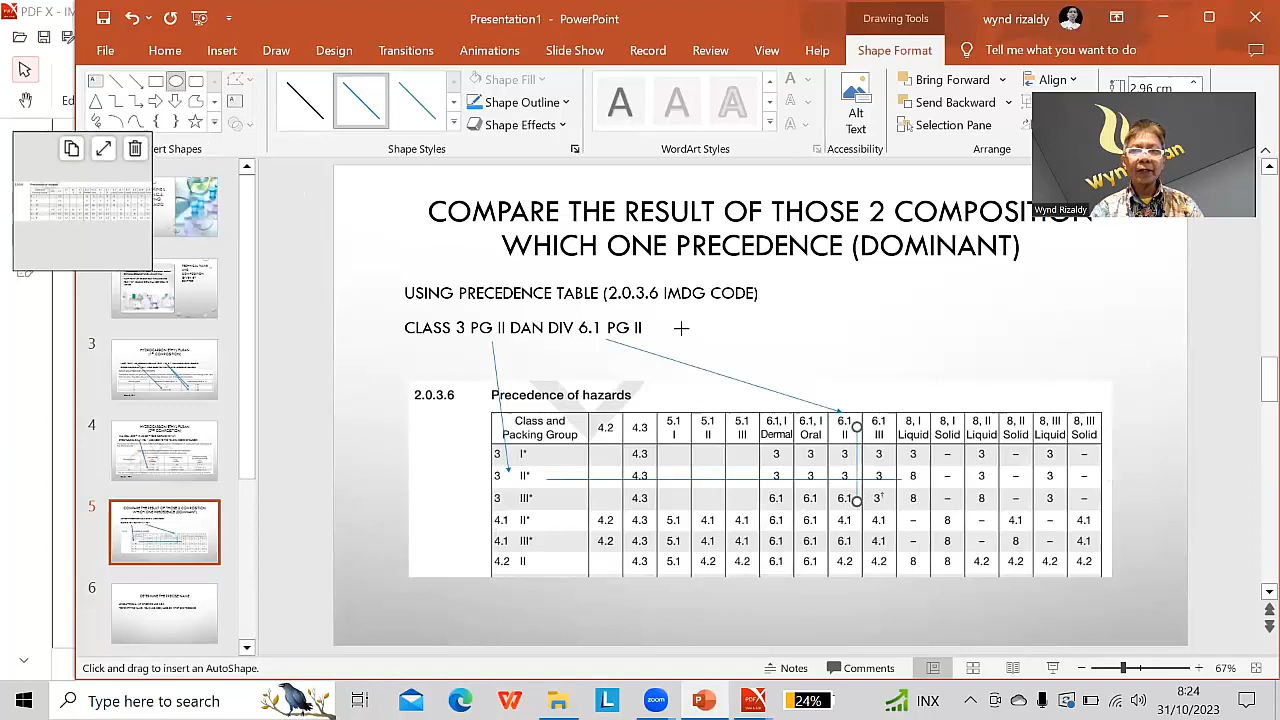 PDF X - IM
Presentation1 - PowerPoint
Drawing Tools
wynd rizaldy
File Home Insert Draw Design Transitions Animations Slide Show Record Review View Help Shape Format Tell me what you want to do
Ed
Shape Fill
Shape Outline
Shape Effects
Alt
Text
Bring Forward
Send Backward
Selection Pane
Align
2.96 cm
ert Shapes
Shape Styles
WordArt Styles
Accessibility
Arrange
Wynd Rizaldy
3
4
5
6
COMPARE THE RESULT OF THOSE 2 COMPOSITION
WHICH ONE PRECEDENCE (DOMINANT)
USING PRECEDENCE TABLE (2.0.3.6 IMDG CODE)
CLASS 3 PG II DAN DIV 6.1 PG II
2.0.3.6 Precedence of hazards
Class and Packing Group 4.2 4.3 5.1 I 5.1 II 5.1 III 6.1, I Dermal 6.1, I Oral 6.1 II 6.1 III 8, I Liquid 8, I Solid 8, II Liquid 8, II Solid 8, III Liquid 8, III Solid
3 I* 4.3 3 3 3 3 3 – 3 – 3 –
3 II* 4.3 3 3 3 3 8 – 3 – 3 –
3 III* 4.3 6.1 6.1 6.1 3† 8 – 8 – 3 –
4.1 II* 4.2 4.3 5.1 4.1 4.1 6.1 6.1 4.1 4.1 – 8 – 4.1 – 4.1
4.1 III* 4.2 4.3 5.1 4.1 4.1 6.1 6.1 6.1 4.1 – 8 – 8 – 4.1
4.2 II 4.3 5.1 4.2 4.2 6.1 6.1 4.2 4.2 8 8 4.2 4.2 4.2 4.2
Click and drag to insert an AutoShape.
Notes
Comments
67%
Type here to search
zoom
24%
INX
8:24
31/10/2023